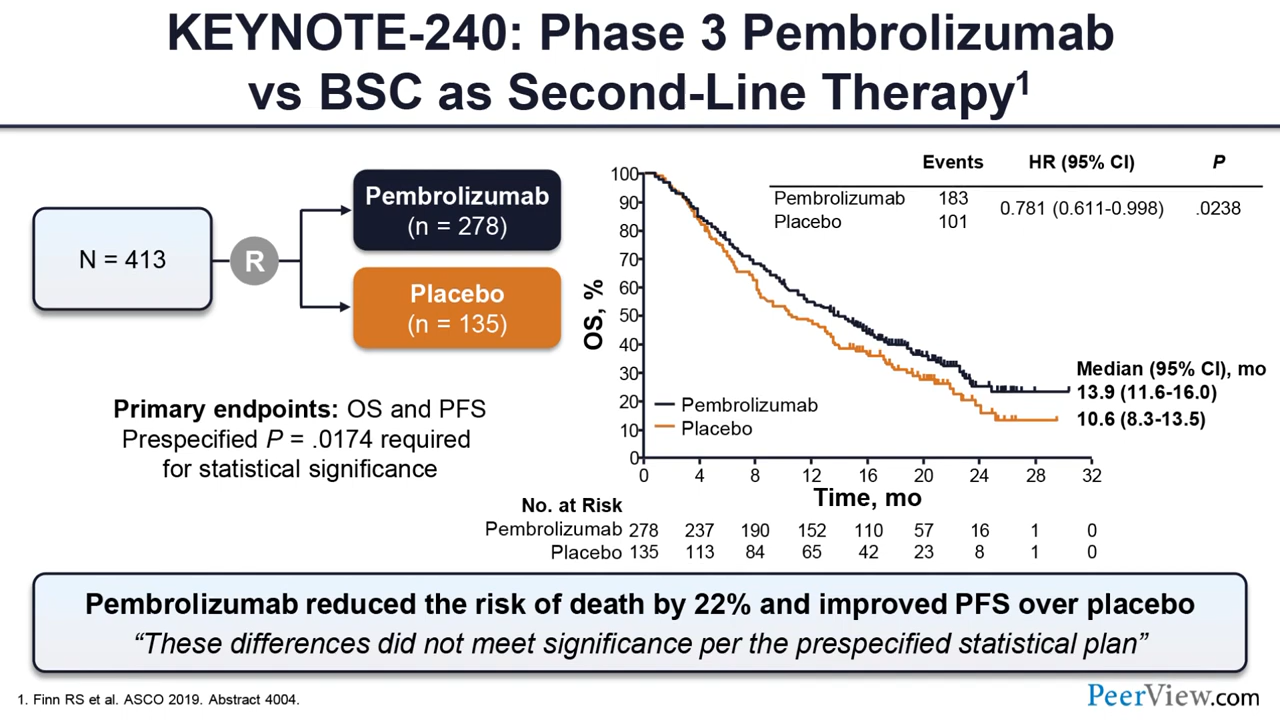 KEYNOTE-240: Phase 3 Pembrolizumab
vs BSC as Second-Line Therapy1
N = 413
R
Pembrolizumab
(n = 278)
Placebo
(n = 135)
Primary endpoints: OS and PFS
Prespecified P = .0174 required
for statistical significance
Events HR (95% CI) P
Pembrolizumab 183
Placebo 101
0.781 (0.611-0.998) .0238
OS, %
100
90
80
70
60
50
40
30
20
10
0
Pembrolizumab
Placebo
Median (95% CI), mo
13.9 (11.6-16.0)
10.6 (8.3-13.5)
0 4 8 12 16 20 24 28 32
Time, mo
No. at Risk
Pembrolizumab 278 237 190 152 110 57 16 1 0
Placebo 135 113 84 65 42 23 8 1 0
Pembrolizumab reduced the risk of death by 22% and improved PFS over placebo
“These differences did not meet significance per the prespecified statistical plan”
1. Finn RS et al. ASCO 2019. Abstract 4004.
PeerView.com